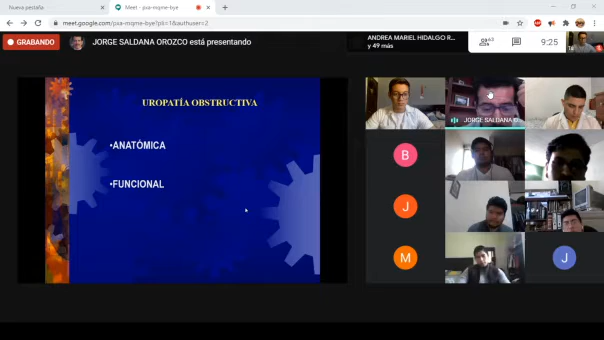 Nueva pestaña
Meet - pxa-mqme-bye
meet.google.com/pxa-mqme-bye?pli=1&authuser=2
GRABANDO
JORGE SALDANA OROZCO está presentando
ANDREA MARIEL HIDALGO R...
y 49 más
9:25
UROPATÍA OBSTRUCTIVA
•ANATÓMICA
•FUNCIONAL
JORGE SALDANA O...
B
J
M
J